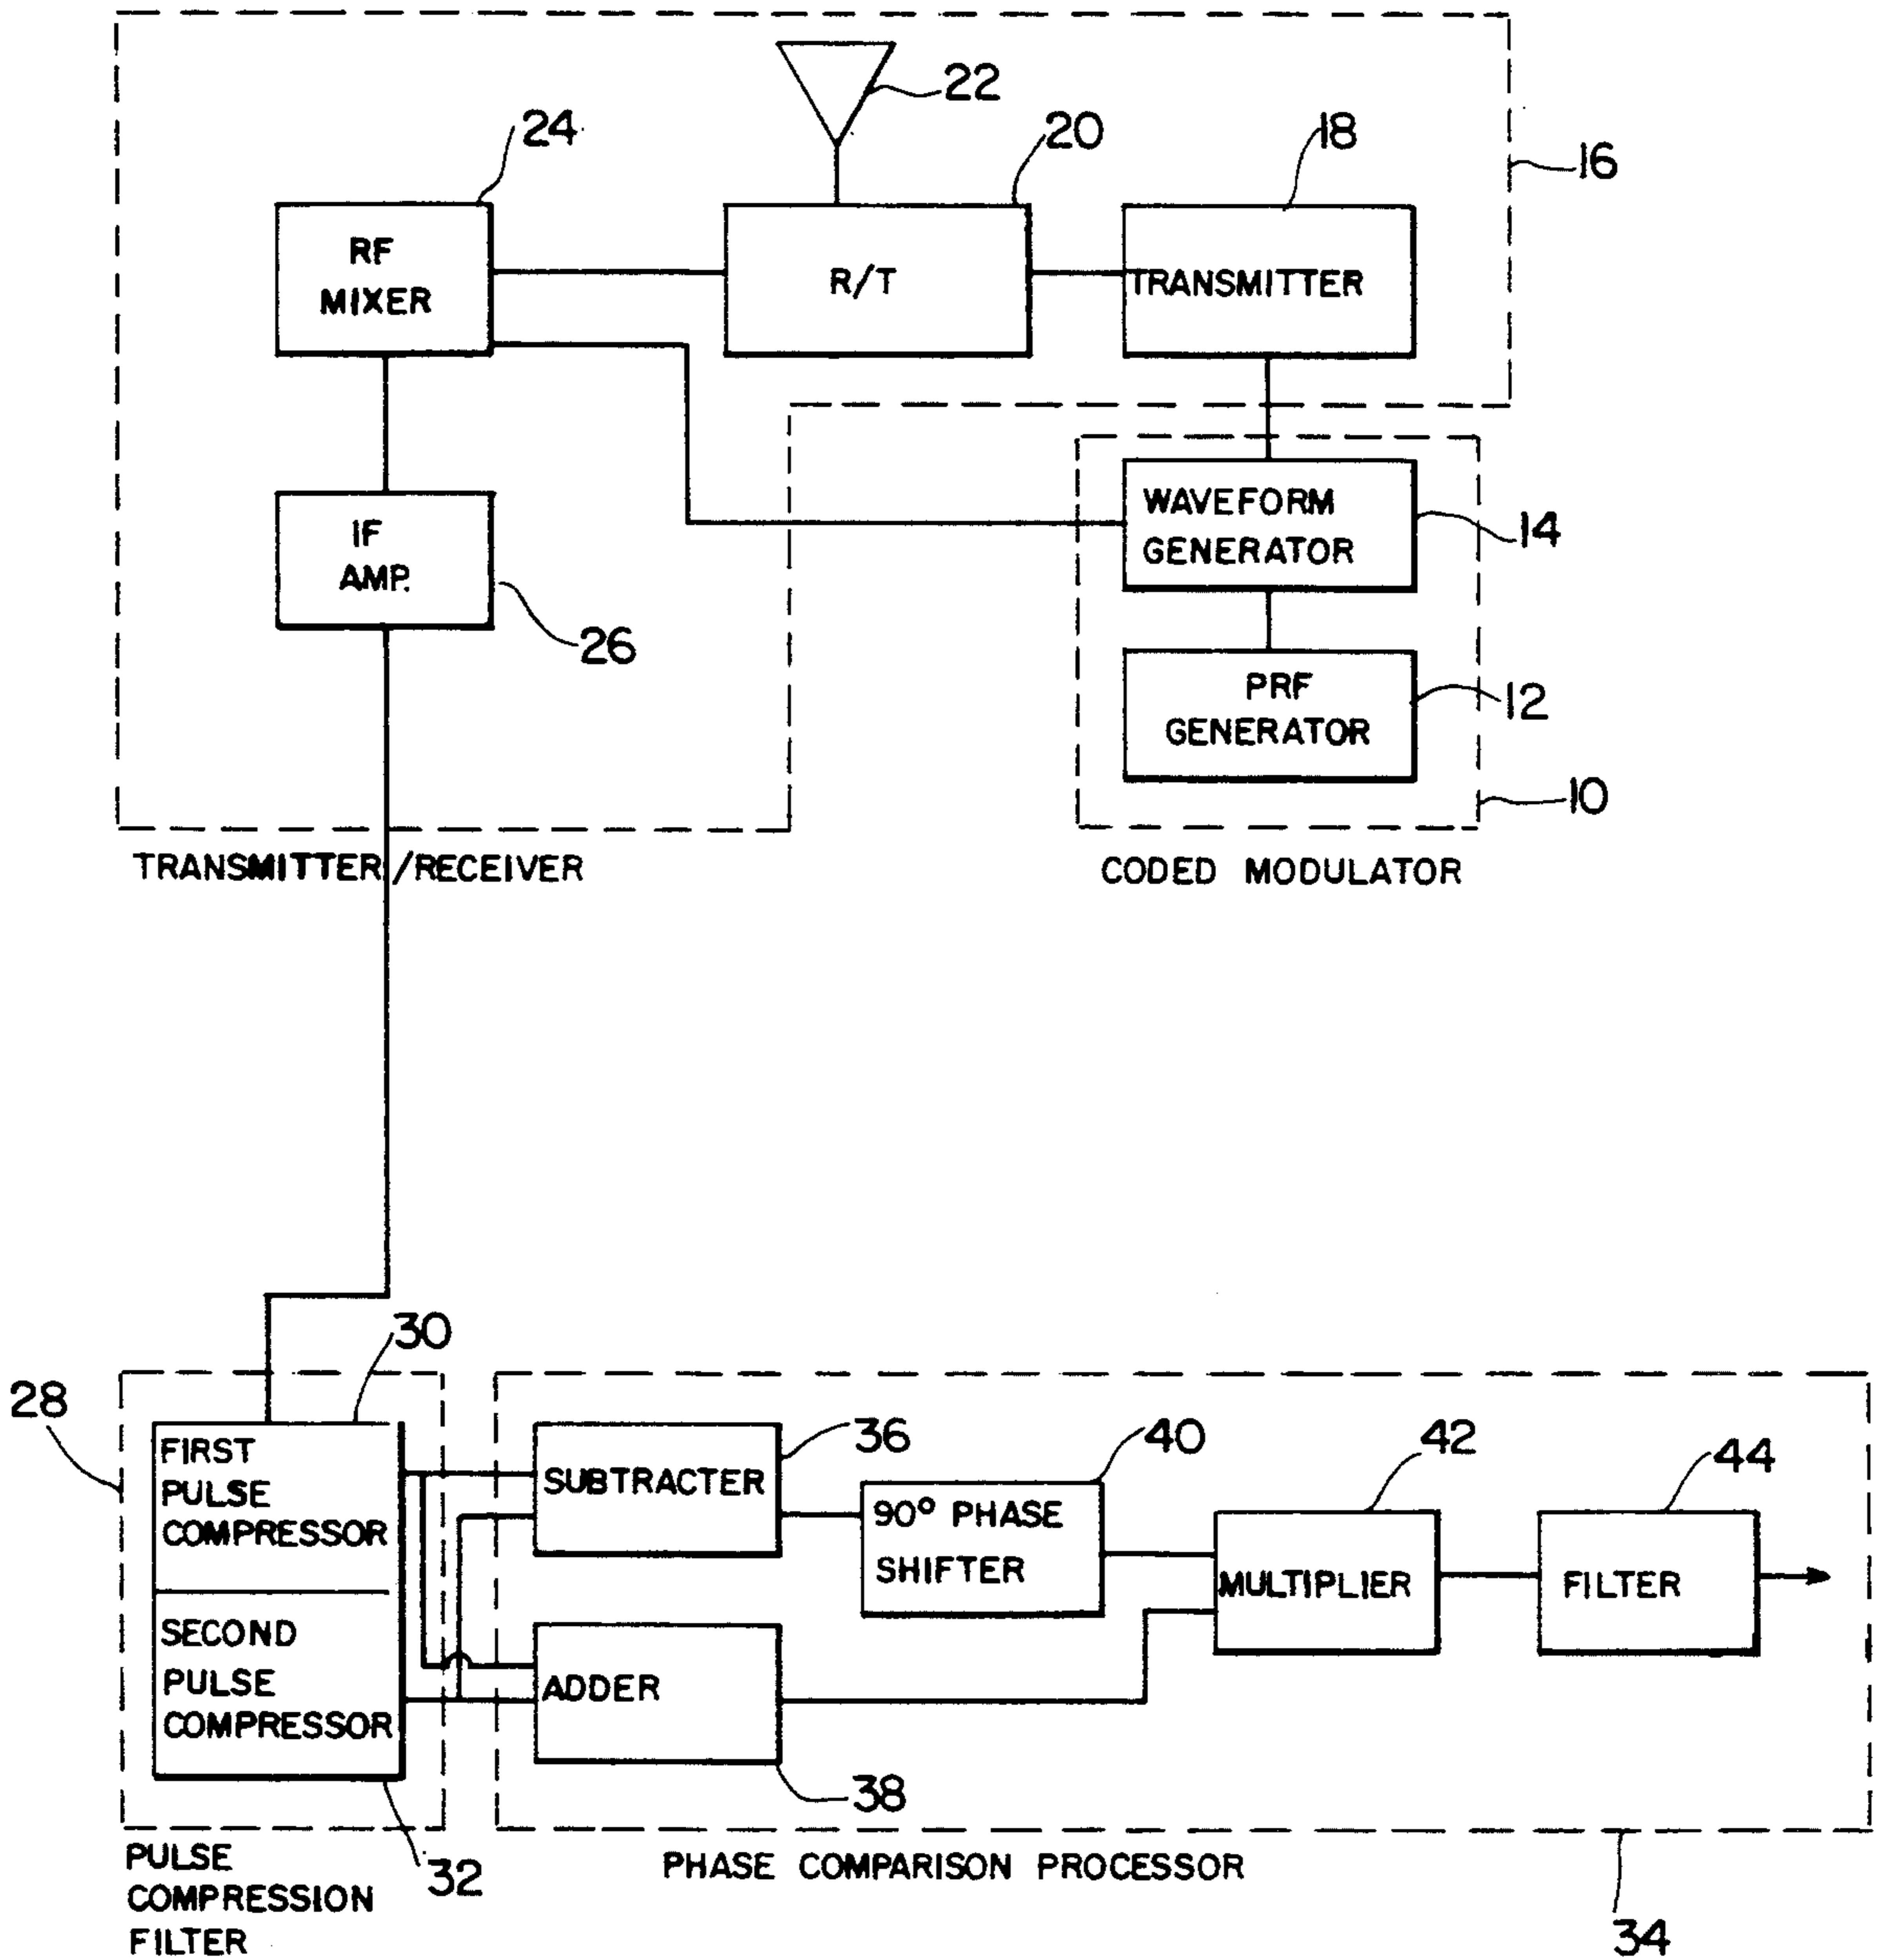 22
24
20
18
16
RF
MIXER
R/T
TRANSMITTER
IF
AMP.
26
WAVEFORM
GENERATOR
14
PRF
GENERATOR
12
10
TRANSMITTER/RECEIVER
CODED MODULATOR
30
28
FIRST
PULSE
COMPRESSOR
SECOND
PULSE
COMPRESSOR
32
SUBTRACTER
36
90° PHASE
SHIFTER
40
42
MULTIPLIER
44
FILTER
ADDER
38
PULSE
COMPRESSION
FILTER
PHASE COMPARISON PROCESSOR
34